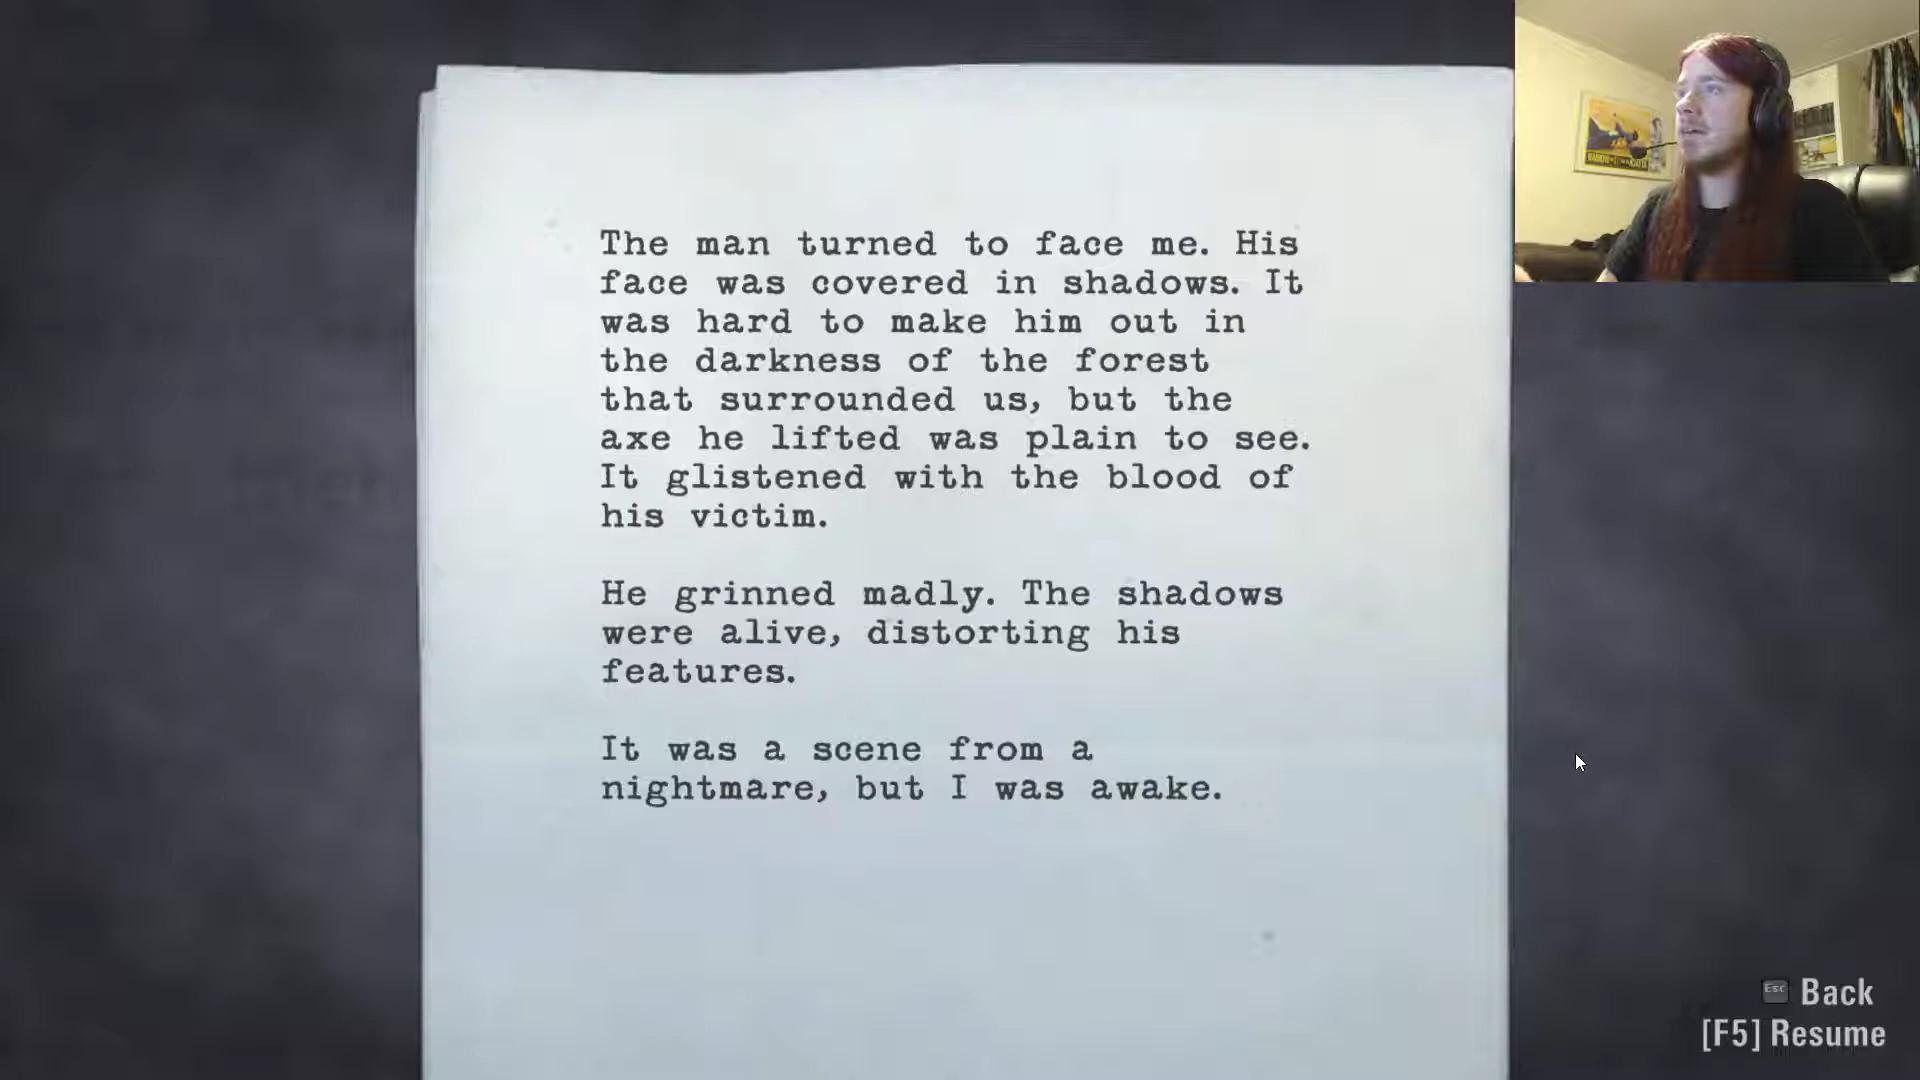 The man turned to face me. His
face was covered in shadows. It
was hard to make him out in
the darkness of the forest
that surrounded us, but the
axe he lifted was plain to see.
It glistened with the blood of
his victim.
He grinned madly. The shadows
were alive, distorting his
features.
It was a scene from a
nightmare, but I was awake.
Esc Back
[F5] Resume